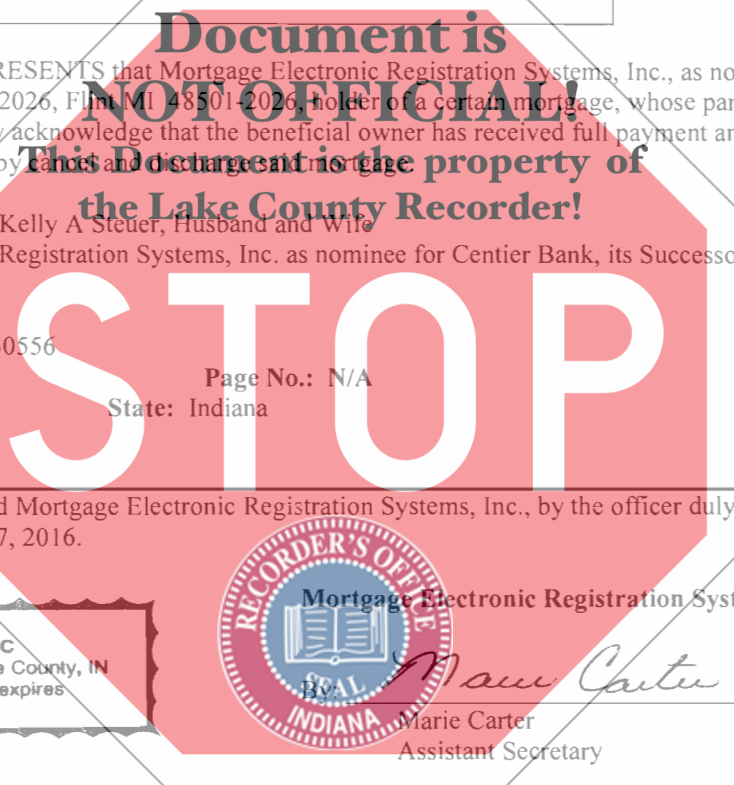 Document is
RESENTS that Mortgage Electronic Registration Systems, Inc., as no
NOT OFFICIAL!
2026, Flint MI 48501-2026, holder of a certain mortgage, whose par
acknowledge that the beneficial owner has received full payment an
This Document is the property of
by cancel and discharge said mortgage.
the Lake County Recorder!
Kelly A Steuer, Husband and Wife
Registration Systems, Inc. as nominee for Centier Bank, its Successo
STOP
0556
Page No.: N/A
State: Indiana
d Mortgage Electronic Registration Systems, Inc., by the officer duly
7, 2016.
RECORDER'S OFFICE
SEAL
INDIANA
Mortgage Electronic Registration Syst
C
County, IN
expires
By: Marie Carter
Marie Carter
Assistant Secretary